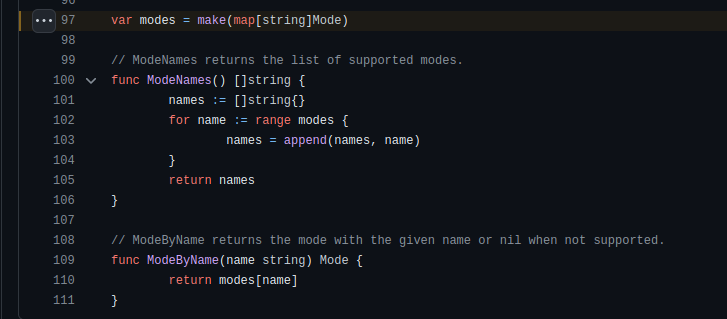 97 var modes = make(map[string]Mode)
98
99 // ModeNames returns the list of supported modes.
100 func ModeNames() []string {
101 names := []string{}
102 for name := range modes {
103 names = append(names, name)
104 }
105 return names
106 }
107
108 // ModeByName returns the mode with the given name or nil when not supported.
109 func ModeByName(name string) Mode {
110 return modes[name]
111 }